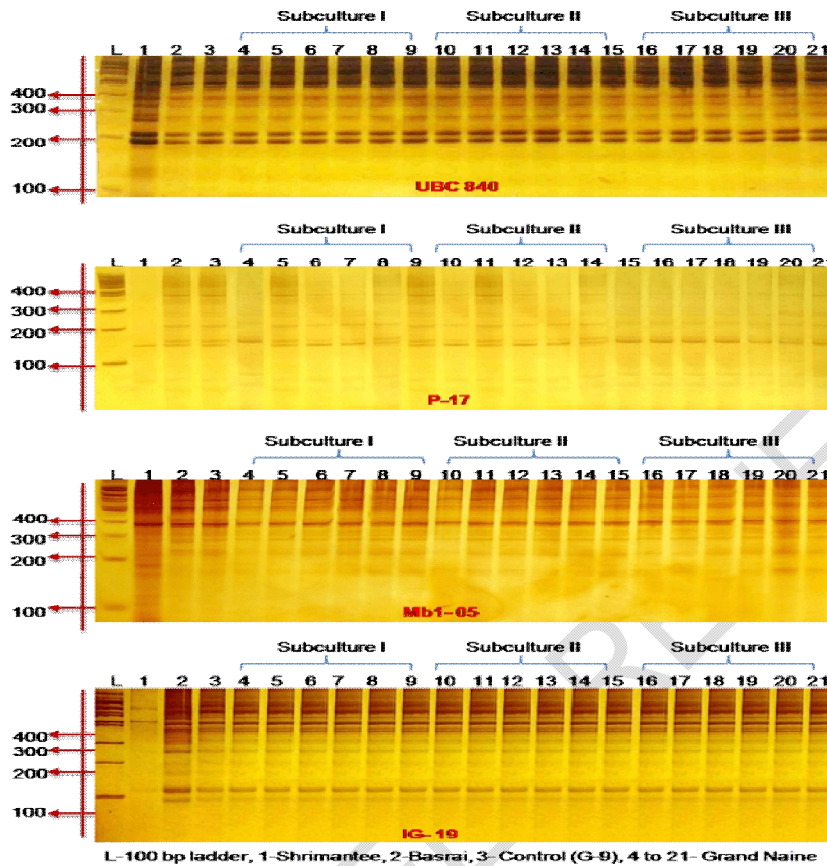 Subculture I Subculture II Subculture III
L 1 2 3 4 5 6 7 8 9 10 11 12 13 14 15 16 17 18 19 20 21
400
300
200
100
UBC 840
Subculture I Subculture II Subculture III
L 1 2 3 4 5 6 7 8 9 10 11 12 13 14 15 16 17 18 19 20 21
400
300
200
100
P-17
Subculture I Subculture II Subculture III
L 1 2 3 4 5 6 7 8 9 10 11 12 13 14 15 16 17 18 19 20 21
400
300
200
100
Mb1-05
Subculture I Subculture II Subculture III
L 1 2 3 4 5 6 7 8 9 10 11 12 13 14 15 16 17 18 19 20 21
400
300
200
100
IG-19
L-100 bp ladder, 1-Shrimantee, 2-Basrai, 3- Control (G-9), 4 to 21- Grand Naine